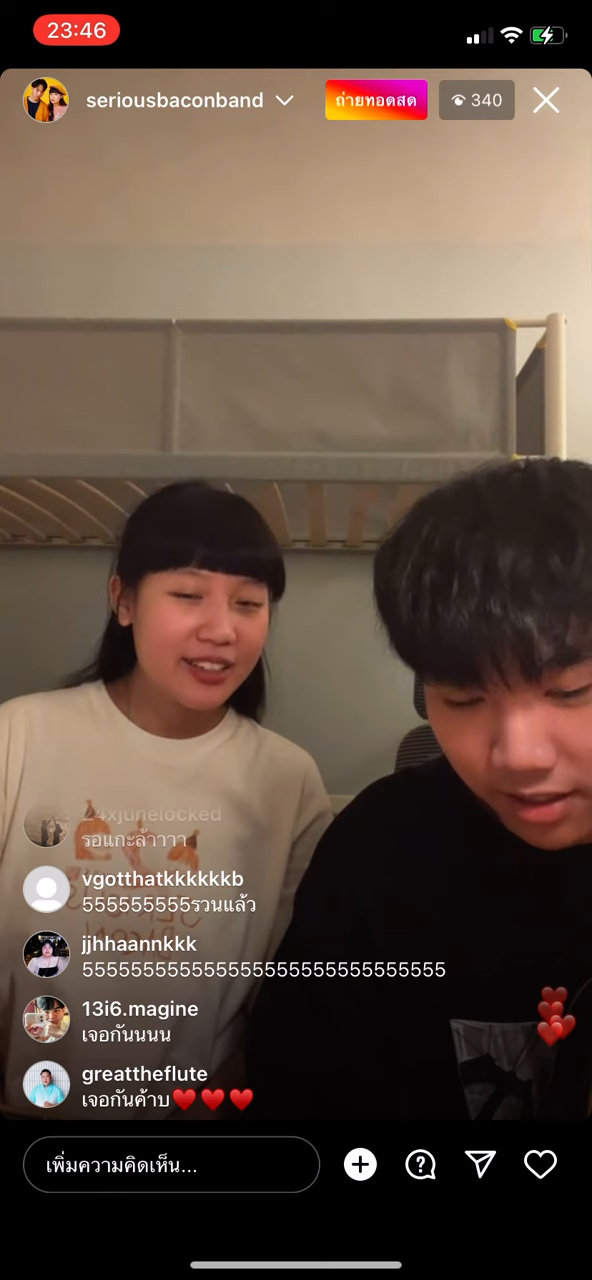 23:46
seriousbaconband
ถ่ายทอดสด
340
24xjunelocked
รอแกะล้าาาา
vgotthatkkkkkkb
555555555รวนแล้ว
jjhhaannkkk
5555555555555555555555555555555
13i6.magine
เจอกันนนน
greattheflute
เจอกันค้าบ❤️❤️❤️
เพิ่มความคิดเห็น...